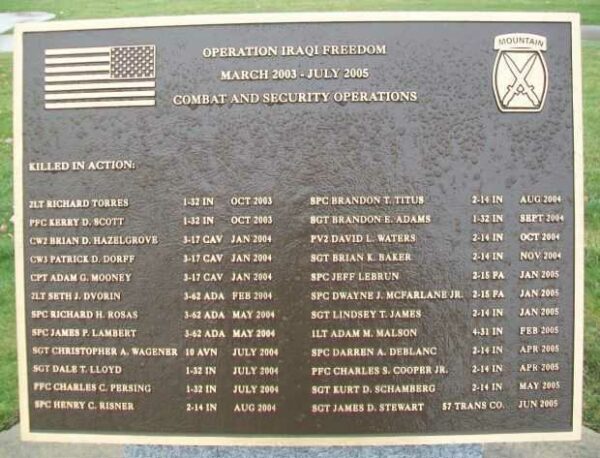 OPERATION IRAQI FREEDOM
MOUNTAIN
MARCH 2003 - JULY 2005
COMBAT AND SECURITY OPERATIONS
KILLED IN ACTION:
2LT RICHARD TORRES 1-32 IN OCT 2003
PFC KERRY D. SCOTT 1-32 IN OCT 2003
CW2 BRIAN D. HAZELGROVE 3-17 CAV JAN 2004
CW3 PATRICK D. DORFF 3-17 CAV JAN 2004
CPT ADAM G. MOONEY 3-17 CAV JAN 2004
2LT SETH J. DVORIN 3-62 ADA FEB 2004
SPC RICHARD H. ROSAS 3-62 ADA MAY 2004
SPC JAMES P. LAMBERT 3-62 ADA MAY 2004
SGT CHRISTOPHER A. WAGENER 10 AVN JULY 2004
SGT DALE T. LLOYD 1-32 IN JULY 2004
PFC CHARLES C. PERSING 1-32 IN JULY 2004
SPC HENRY C. RISNER 2-14 IN AUG 2004
SPC BRANDON T. TITUS 2-14 IN AUG 2004
SGT BRANDON E. ADAMS 1-32 IN SEPT 2004
PV2 DAVID L. WATERS 2-14 IN OCT 2004
SGT BRIAN K. BAKER 2-14 IN NOV 2004
SPC JEFF LEBRUN 2-15 FA JAN 2005
SPC DWAYNE J. MCFARLANE JR. 2-15 FA JAN 2005
SGT LINDSEY T. JAMES 2-14 IN JAN 2005
1LT ADAM M. MALSON 4-31 IN FEB 2005
SPC DARREN A. DEBLANC 2-14 IN APR 2005
PFC CHARLES S. COOPER JR. 2-14 IN APR 2005
SGT KURT D. SCHAMBERG 2-14 IN MAY 2005
SGT JAMES D. STEWART 57 TRANS CO. JUN 2005